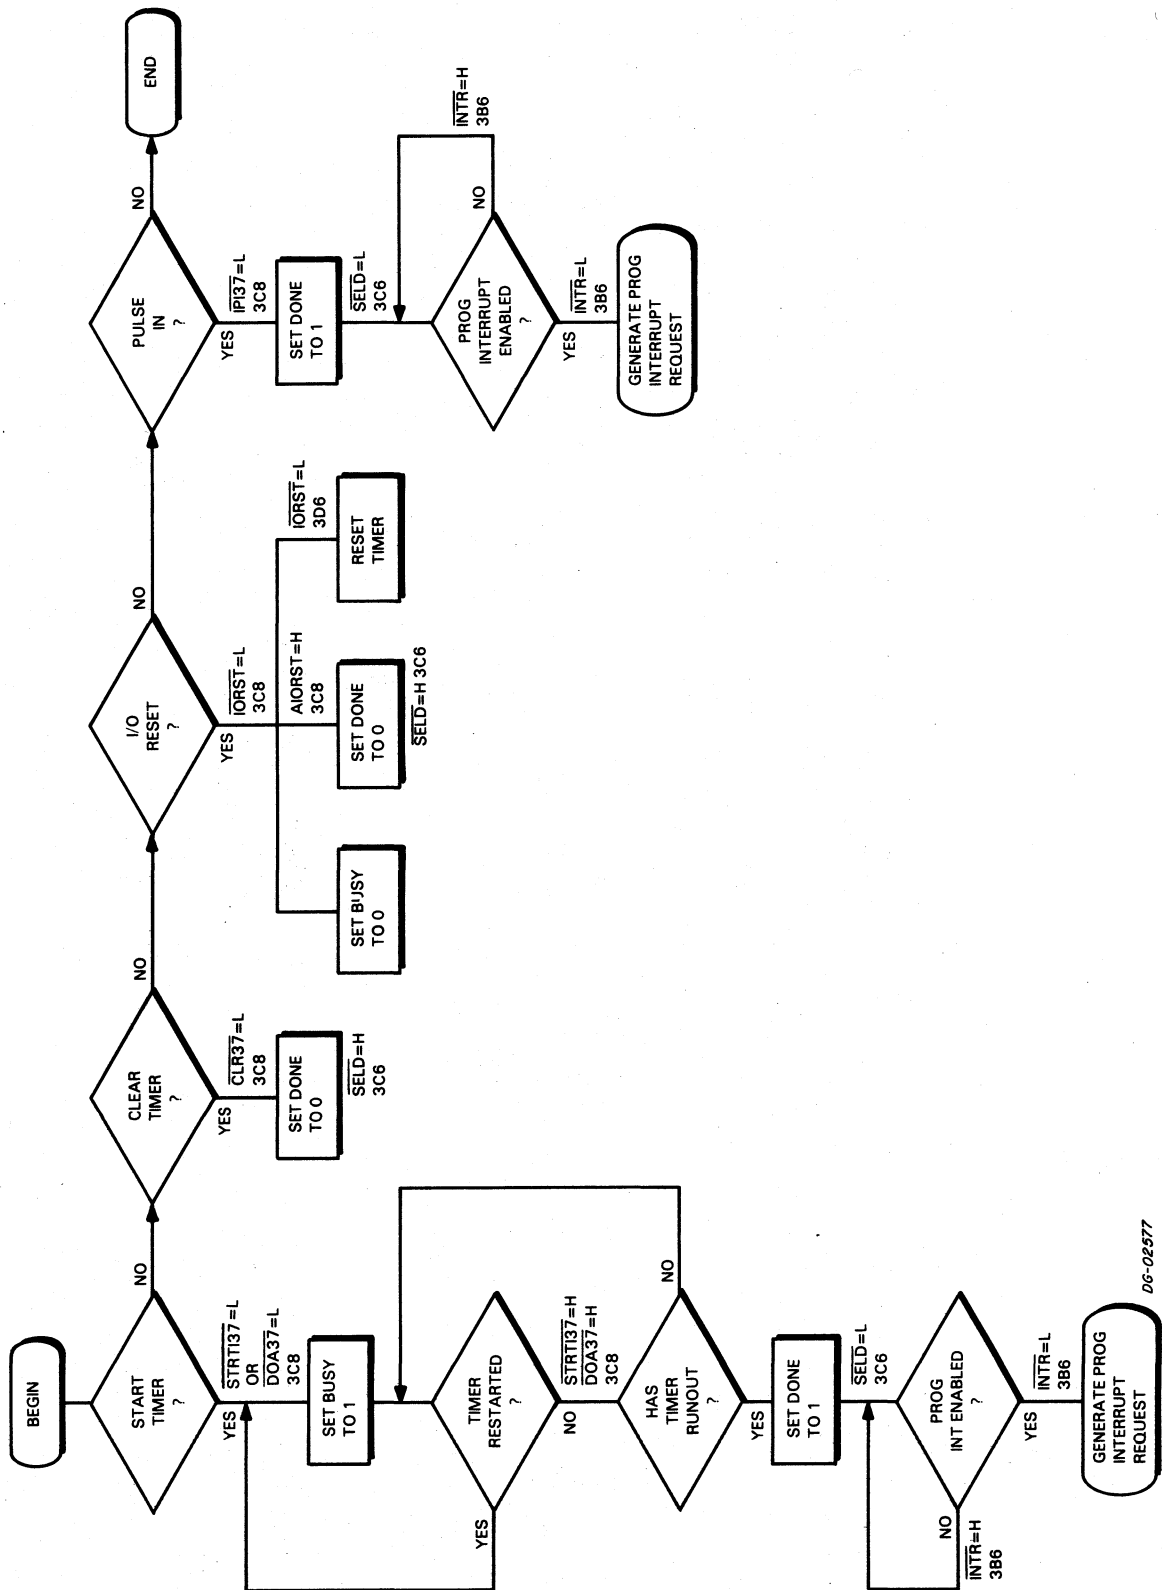 BEGIN
START
TIMER
?
NO
YES
STRTI37=L
OR
DOA37=L
3C8
SET BUSY
TO 1
TIMER
RESTARTED
?
YES
NO
STRTI37=H
DOA37=H
3C8
HAS
TIMER
RUNOUT
?
NO
YES
SET DONE
TO 1
SELD=L
3C6
PROG
INT ENABLED
?
NO
INTR=H
3B6
YES
INTR=L
3B6
GENERATE PROG
INTERRUPT
REQUEST
CLEAR
TIMER
?
NO
YES
CLR37=L
3C8
SET DONE
TO 0
SELD=H
3C6
I/O
RESET
?
NO
YES
IORST=L
3C8
SET BUSY
TO 0
AIORST=H
3C8
SET DONE
TO 0
SELD=H 3C6
IORST=L
3D6
RESET
TIMER
PULSE
IN
?
NO
END
YES
IPI37=L
3C8
SET DONE
TO 1
SELD=L
3C6
PROG
INTERRUPT
ENABLED
?
NO
INTR=H
3B6
YES
INTR=L
3B6
GENERATE PROG
INTERRUPT
REQUEST
DG-02577